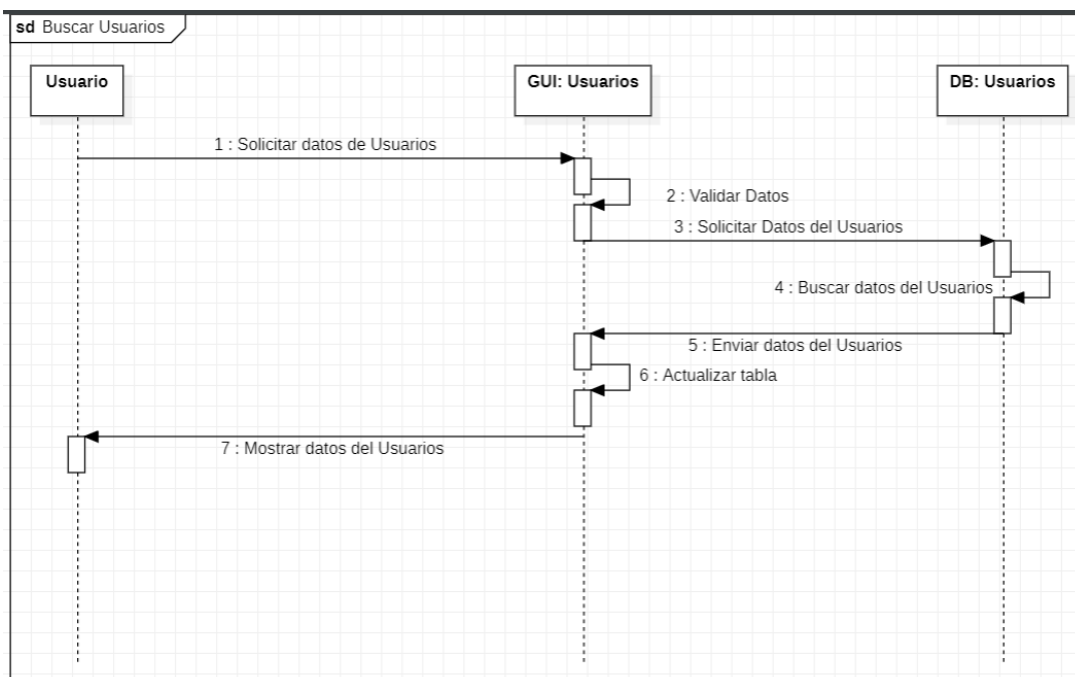 sd Buscar Usuarios
Usuario
GUI: Usuarios
DB: Usuarios
1 : Solicitar datos de Usuarios
2 : Validar Datos
3 : Solicitar Datos del Usuarios
4 : Buscar datos del Usuarios
5 : Enviar datos del Usuarios
6 : Actualizar tabla
7 : Mostrar datos del Usuarios